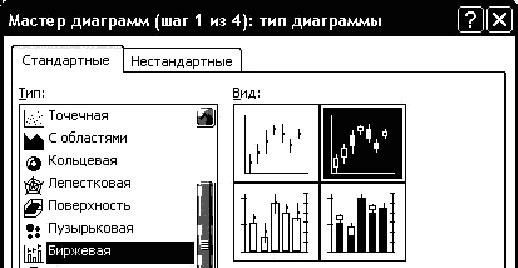 Мастер диаграмм (шаг 1 из 4): тип диаграммы
Стандартные Нестандартные
Тип: Вид:
Точечная
С областями
Кольцевая
Лепестковая
Поверхность
Пузырьковая
Биржевая